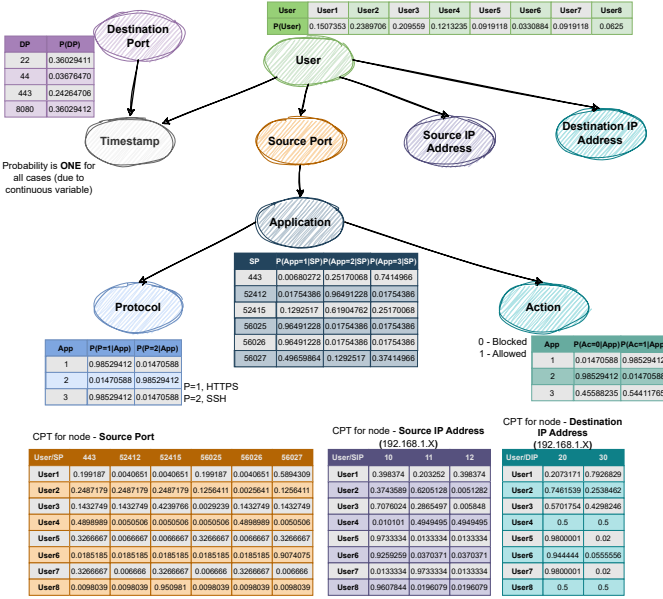 User User1 User2 User3 User4 User5 User6 User7 User8
P(User) 0.1507353 0.2389706 0.209559 0.1213235 0.0919118 0.0330884 0.0919118 0.0625
Destination
Port
DP P(DP)
22 0.36029411
44 0.03676470
443 0.24264706
8080 0.36029412
User
Timestamp
Source Port
Source IP
Address
Destination IP
Address
Probability is ONE for
all cases (due to
continuous variable)
Application
SP P(App=1|SP) P(App=2|SP) P(App=3|SP)
443 0.00680272 0.25170068 0.7414966
52412 0.01754386 0.96491228 0.01754386
52415 0.1292517 0.61904762 0.25170068
56025 0.96491228 0.01754386 0.01754386
56026 0.96491228 0.01754386 0.01754386
56027 0.49659864 0.1292517 0.37414966
Protocol
Action
App P(P=1|App) P(P=2|App)
1 0.98529412 0.01470588
2 0.01470588 0.98529412
3 0.98529412 0.01470588
P=1, HTTPS
P=2, SSH
0 - Blocked
1 - Allowed
App P(Ac=0|App) P(Ac=1|App)
1 0.01470588 0.98529412
2 0.98529412 0.01470588
3 0.45588235 0.54411765
CPT for node - Source Port
User/SP 443 52412 52415 56025 56026 56027
User1 0.199187 0.0040651 0.0040651 0.199187 0.0040651 0.5894309
User2 0.2487179 0.2487179 0.2487179 0.1256411 0.0025641 0.1256411
User3 0.1432749 0.1432749 0.4239766 0.0029239 0.1432749 0.1432749
User4 0.4898989 0.0050506 0.0050506 0.0050506 0.4898989 0.0050506
User5 0.3266667 0.0066667 0.0066667 0.3266667 0.0066667 0.3266667
User6 0.0185185 0.0185185 0.0185185 0.0185185 0.0185185 0.9074075
User7 0.3266667 0.006666 0.3266667 0.3266667 0.3266667 0.006666
User8 0.0098039 0.0098039 0.950981 0.0098039 0.0098039 0.0098039
CPT for node - Source IP Address
(192.168.1.X)
User/SIP 10 11 12
User1 0.398374 0.203252 0.398374
User2 0.3743589 0.6205128 0.0051282
User3 0.7076024 0.2865497 0.005848
User4 0.010101 0.4949495 0.4949495
User5 0.9733334 0.0133334 0.0133334
User6 0.9259259 0.0370371 0.0370371
User7 0.0133334 0.9733334 0.0133334
User8 0.9607844 0.0196079 0.0196079
CPT for node - Destination
IP Address
(192.168.1.X)
User/DIP 20 30
User1 0.2073171 0.7926829
User2 0.7461539 0.2538462
User3 0.5701754 0.4298246
User4 0.5 0.5
User5 0.9800001 0.02
User6 0.944444 0.0555556
User7 0.9800001 0.02
User8 0.5 0.5